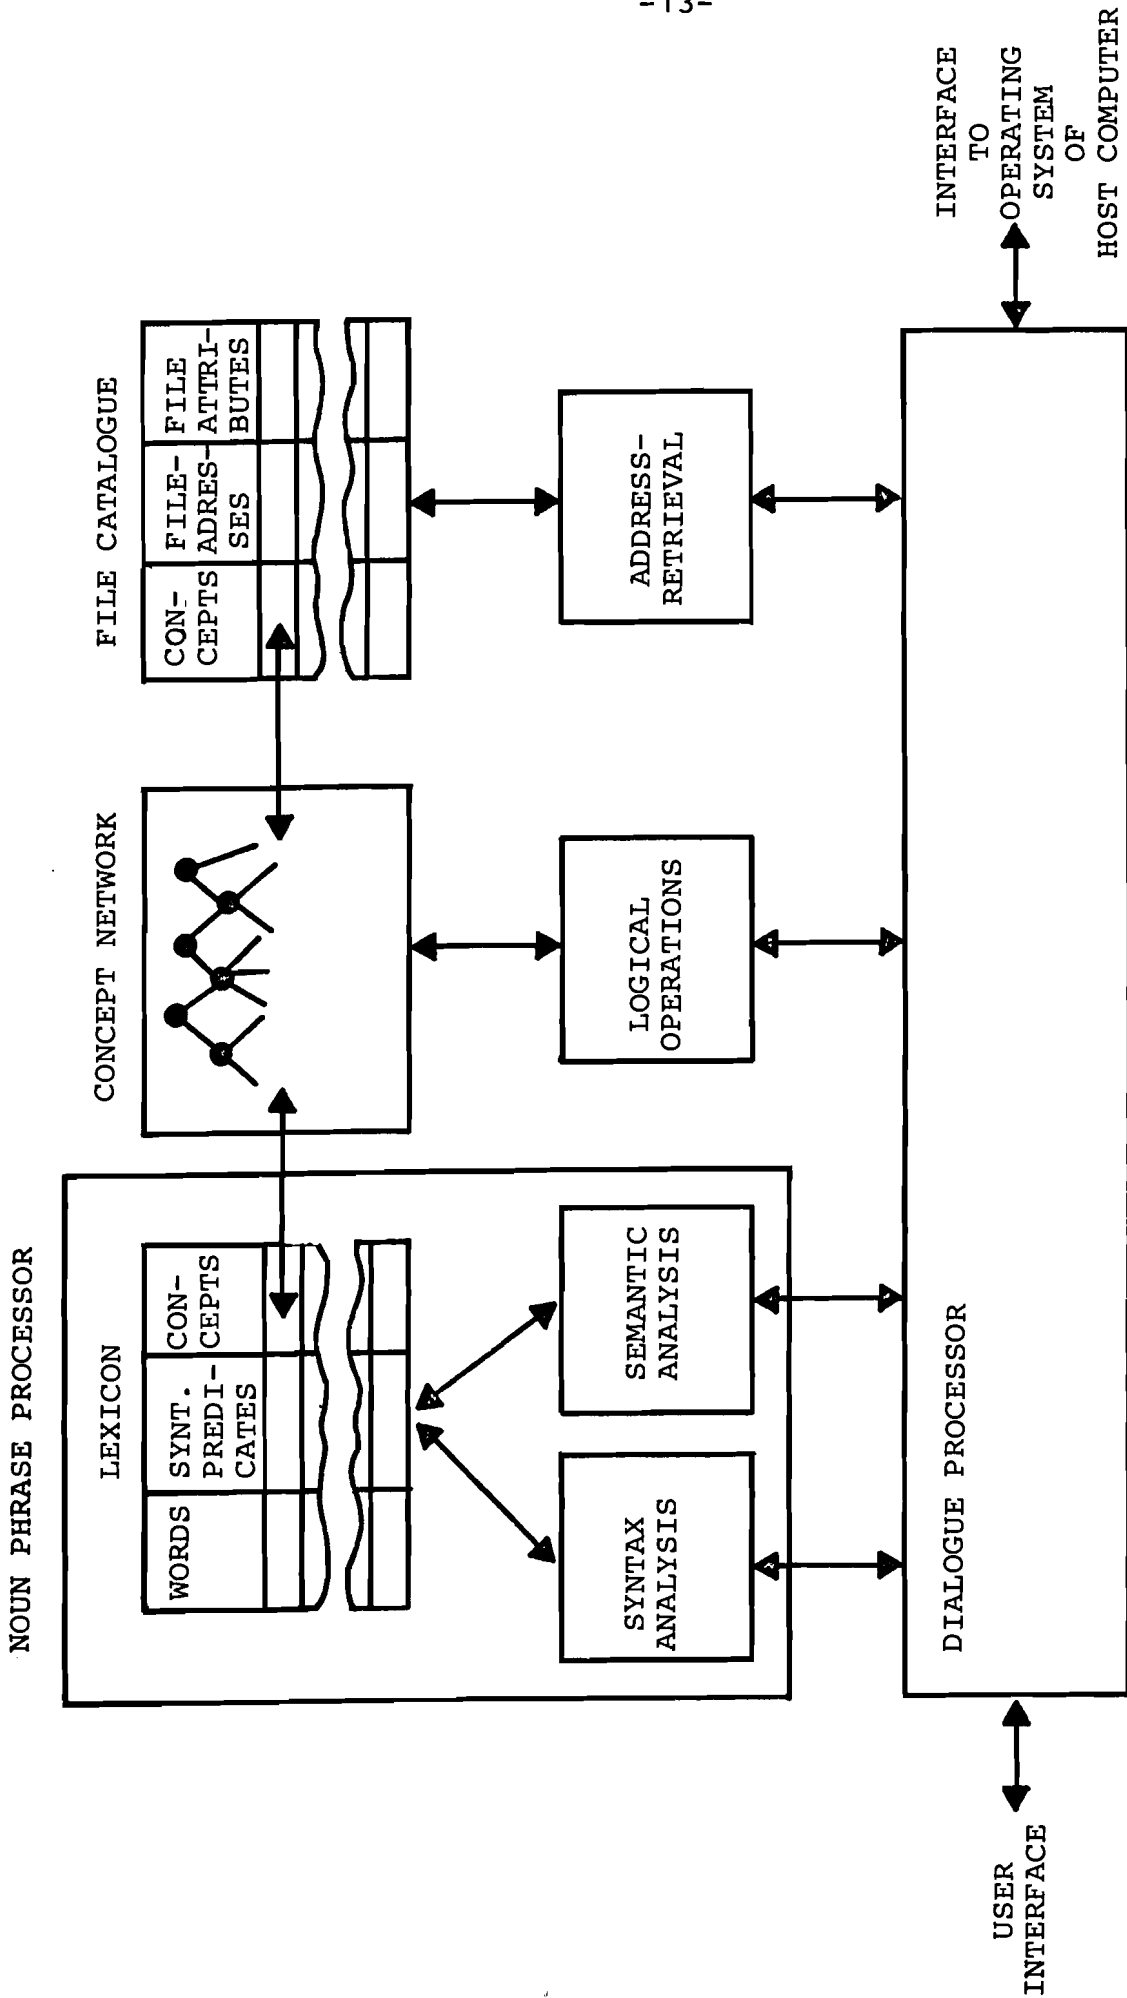 -13-
NOUN PHRASE PROCESSOR
LEXICON
WORDS
SYNT.
PREDI-
CATES
CON-
CEPTS
SYNTAX
ANALYSIS
SEMANTIC
ANALYSIS
CONCEPT NETWORK
LOGICAL
OPERATIONS
FILE CATALOGUE
CON-
CEPTS
FILE-
ADRES-
SES
FILE
ATTRI-
BUTES
ADDRESS-
RETRIEVAL
DIALOGUE PROCESSOR
USER
INTERFACE
INTERFACE
TO
OPERATING
SYSTEM
OF
HOST COMPUTER